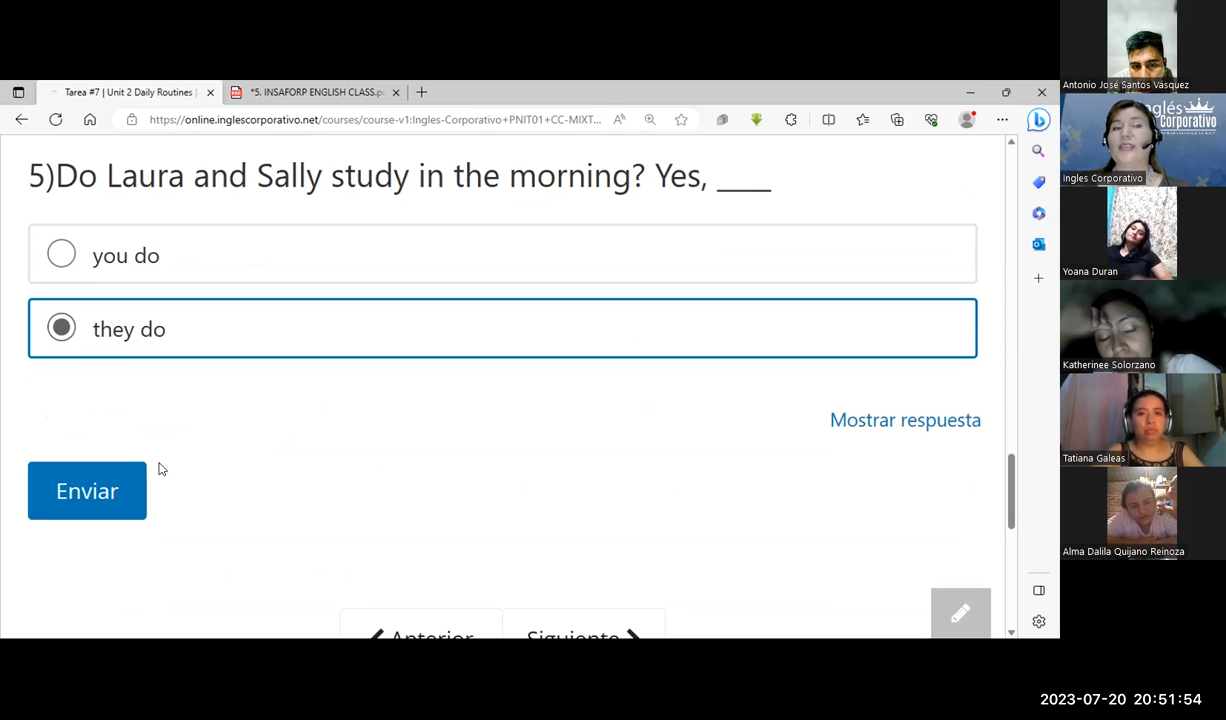 Tarea #7 | Unit 2 Daily Routines |
*5. INSAFORP ENGLISH CLASS.pd
https://online.inglescorporativo.net/courses/course-v1:Ingles-Corporativo+PNIT01+CC-MIXT...
5)Do Laura and Sally study in the morning? Yes, ____
you do
they do
Mostrar respuesta
Enviar
Anterior
Siguiente
Antonio José Santos Vásquez
Inglés
Corporativo
Ingles Corporativo
Yoana Duran
Katherinee Solorzano
Tatiana Galeas
Alma Dalila Quijano Reinoza
2023-07-20 20:51:54